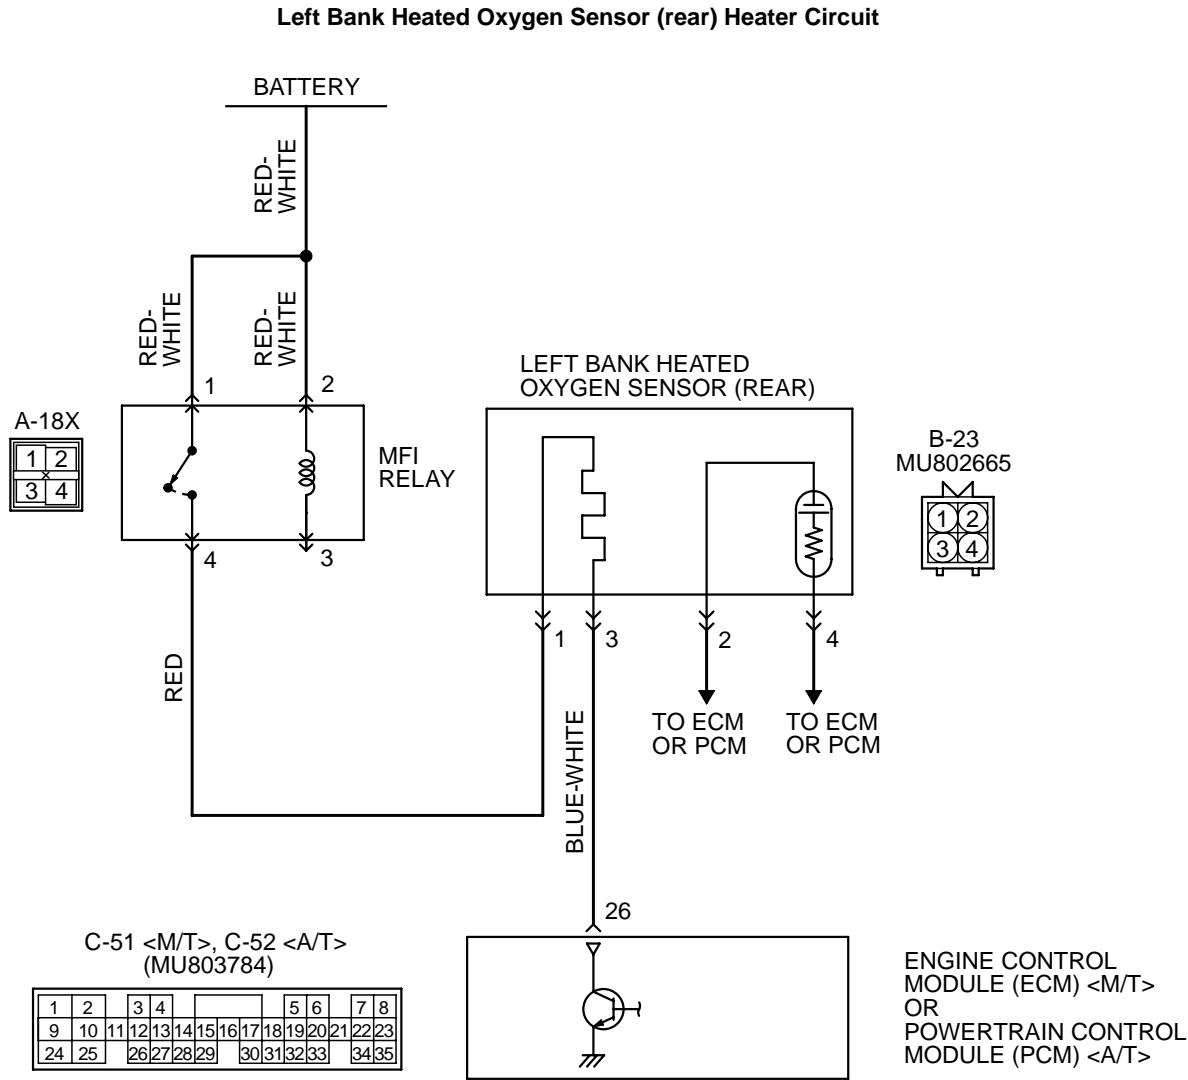 Left Bank Heated Oxygen Sensor (rear) Heater Circuit
BATTERY
RED-
WHITE
RED-
WHITE
RED-
WHITE
1
2
A-18X
1 2
3 4
MFI
RELAY
4
3
LEFT BANK HEATED
OXYGEN SENSOR (REAR)
B-23
MU802665
1 2
3 4
1
3
2
4
RED
BLUE-WHITE
TO ECM
OR PCM
TO ECM
OR PCM
26
C-51 <M/T>, C-52 <A/T>
(MU803784)
1 2 3 4 5 6 7 8
9 10 11 12 13 14 15 16 17 18 19 20 21 22 23
24 25 26 27 28 29 30 31 32 33 34 35
ENGINE CONTROL
MODULE (ECM) <M/T>
OR
POWERTRAIN CONTROL
MODULE (PCM) <A/T>